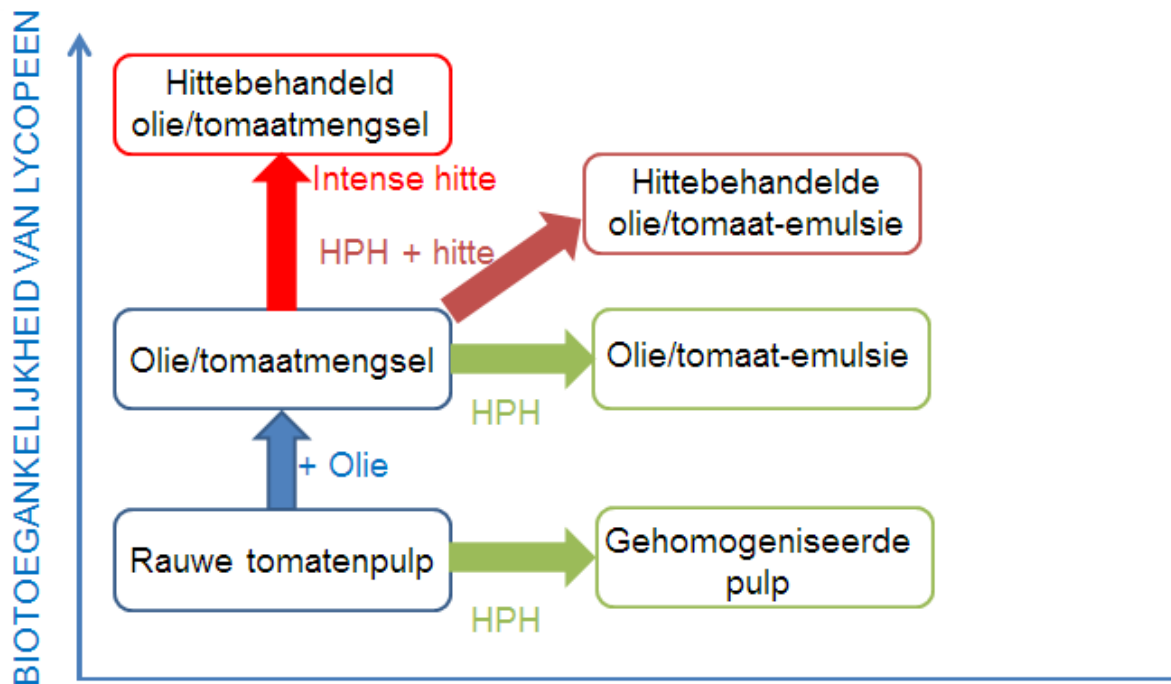 BIOTOEGANKELIJKHEID VAN LYCOPEEN
Hittebehandeld
olie/tomaatmengsel
Intense hitte
Hittebehandelde
olie/tomaat-emulsie
HPH + hitte
Olie/tomaatmengsel
Olie/tomaat-emulsie
HPH
+ Olie
Rauwe tomatenpulp
Gehomogeniseerde
pulp
HPH